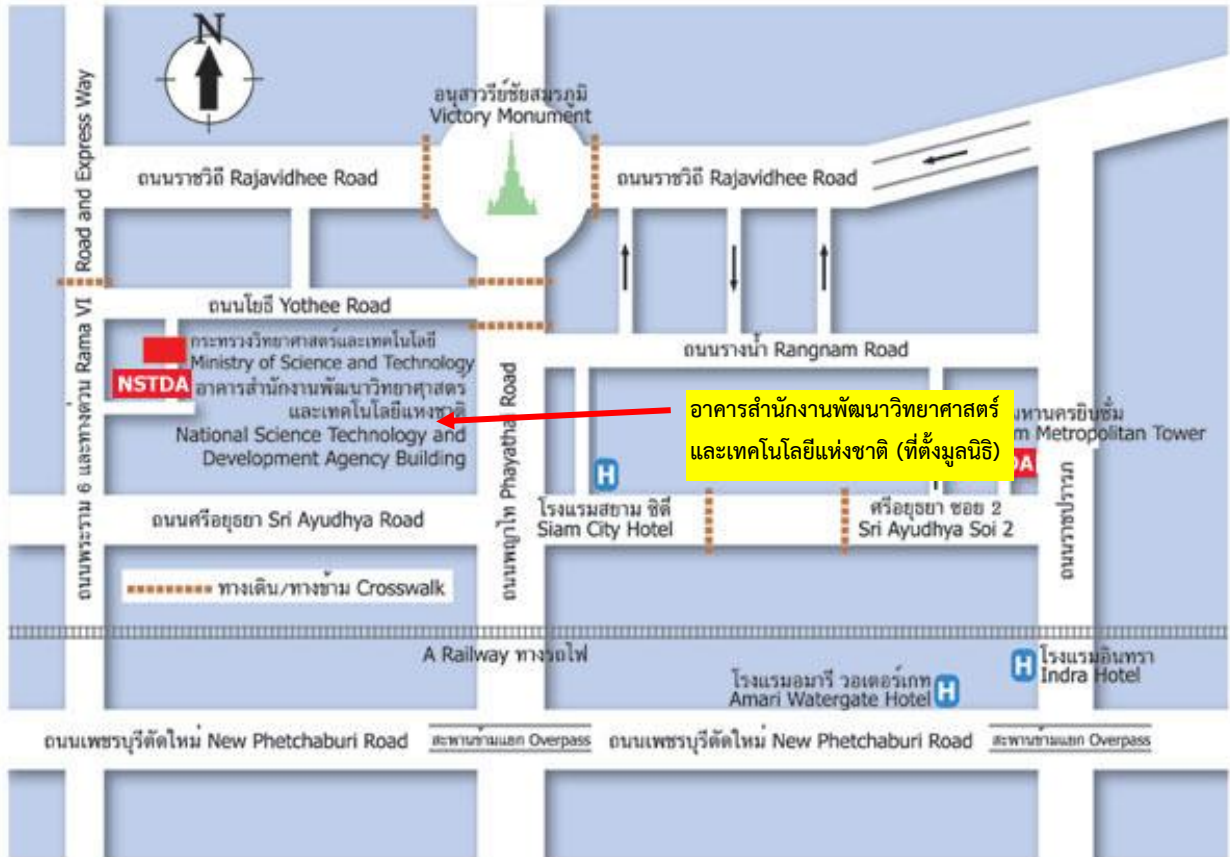 N
อนุสาวรีย์ชัยสมรภูมิ
Victory Monument
ถนนราชวิถี Rajavidhee Road
ถนนราชวิถี Rajavidhee Road
ถนนพระราม 6 และทางด่วน Rama VI Road and Express Way
ถนนโยธี Yothee Road
กระทรวงวิทยาศาสตร์และเทคโนโลยี
Ministry of Science and Technology
NSTDA
อาคารสำนักงานพัฒนาวิทยาศาสตร์
และเทคโนโลยีแห่งชาติ
National Science Technology and
Development Agency Building
ถนนพญาไท Phayathai Road
ถนนรางน้ำ Rangnam Road
อาคารสำนักงานพัฒนาวิทยาศาสตร์
และเทคโนโลยีแห่งชาติ (ที่ตั้งมูลนิธิ)
มหานครยิบซั่ม
m Metropolitan Tower
DA
H
โรงแรมสยาม ซิตี
Siam City Hotel
ศรีอยุธยา ซอย 2
Sri Ayudhya Soi 2
ถนนราชปรารภ
ถนนศรีอยุธยา Sri Ayudhya Road
ทางเดิน/ทางข้าม Crosswalk
A Railway ทางรถไฟ
H
โรงแรมอินทรา
Indra Hotel
โรงแรมอมารี วอเตอร์เกท
Amari Watergate Hotel
H
ถนนเพชรบุรีตัดใหม่ New Phetchaburi Road
สะพานข้ามแยก Overpass
ถนนเพชรบุรีตัดใหม่ New Phetchaburi Road
สะพานข้ามแยก Overpass